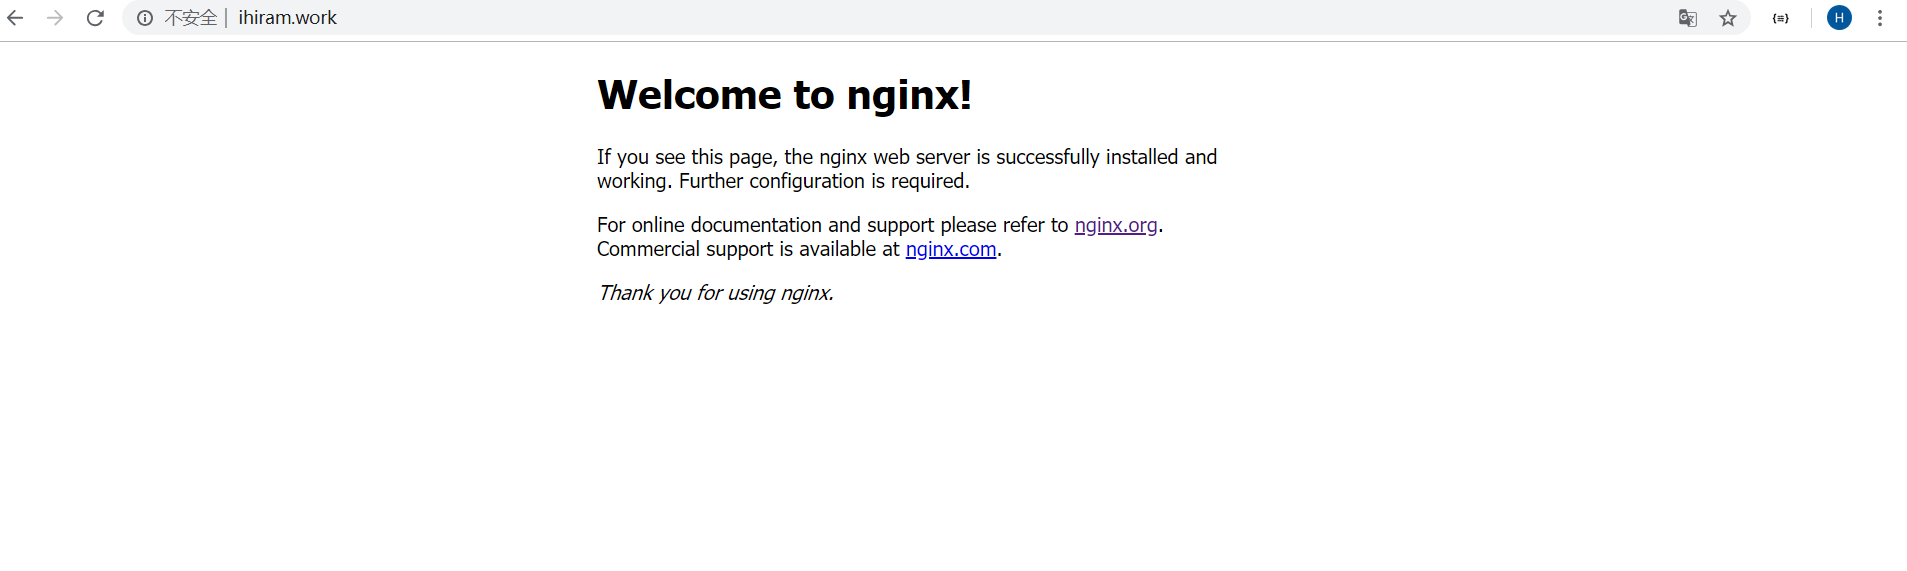 不安全 | ihiram.work
H
Welcome to nginx!
If you see this page, the nginx web server is successfully installed and
working. Further configuration is required.
For online documentation and support please refer to nginx.org.
Commercial support is available at nginx.com.
Thank you for using nginx.